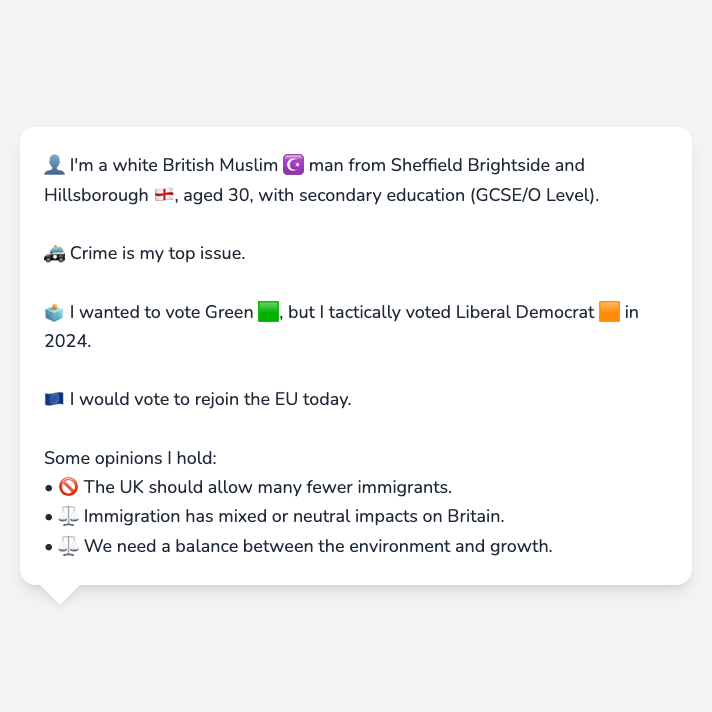 👤 I'm a white British Muslim ☪️ man from Sheffield Brightside and
Hillsborough 🏴󠁧󠁢󠁥󠁮󠁧󠁿, aged 30, with secondary education (GCSE/O Level).
🚓 Crime is my top issue.
🗳️ I wanted to vote Green 🟩, but I tactically voted Liberal Democrat 🟧 in
2024.
🇪🇺 I would vote to rejoin the EU today.
Some opinions I hold:
• 🚫 The UK should allow many fewer immigrants.
• ⚖️ Immigration has mixed or neutral impacts on Britain.
• ⚖️ We need a balance between the environment and growth.